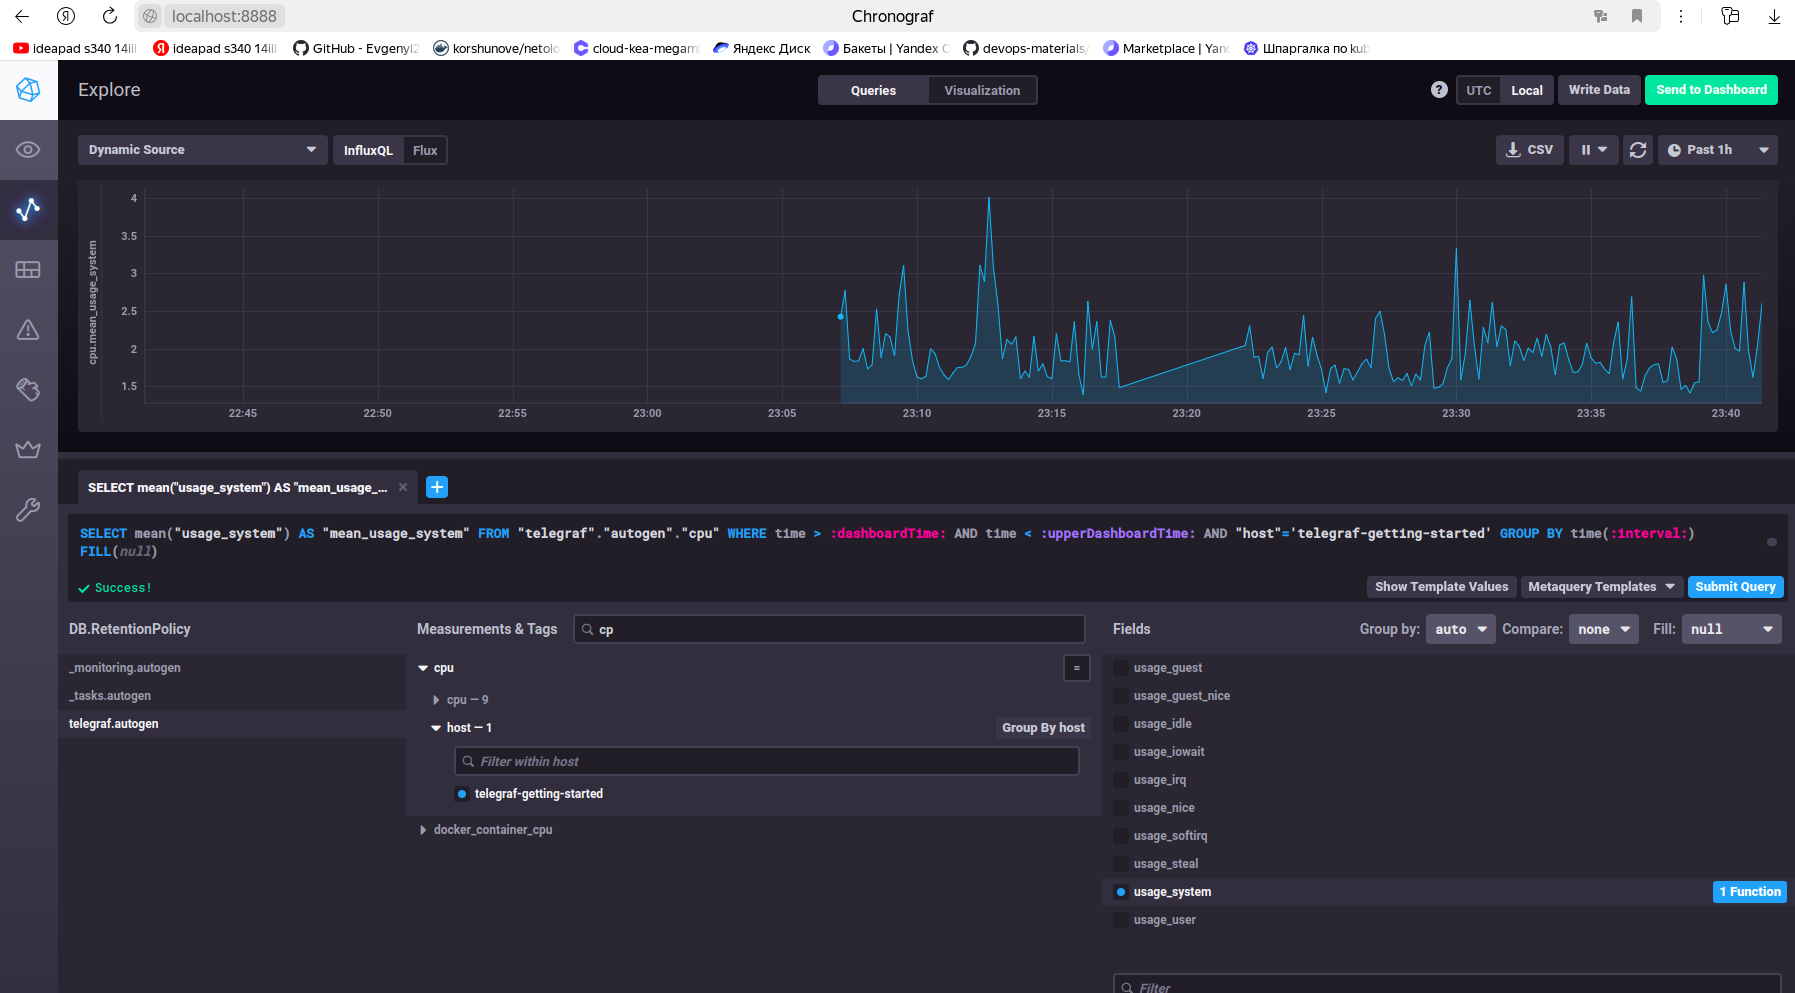 localhost:8888
Chronograf
ideapad s340 14iil
ideapad s340 14iil
GitHub - Evgenyi2
korshunove/netolo
cloud-kea-megam
Яндекс Диск
Бакеты | Yandex C
devops-materials/
Marketplace | Yan
Шпаргалка по kub
Explore
Queries
Visualization
?
UTC
Local
Write Data
Send to Dashboard
Dynamic Source
InfluxQL
Flux
CSV
Past 1h
cpu.mean_usage_system
4
3.5
3
2.5
2
1.5
22:45
22:50
22:55
23:00
23:05
23:10
23:15
23:20
23:25
23:30
23:35
23:40
SELECT mean("usage_system") AS "mean_usage_...
SELECT mean("usage_system") AS "mean_usage_system" FROM "telegraf"."autogen"."cpu" WHERE time > :dashboardTime: AND time < :upperDashboardTime: AND "host"='telegraf-getting-started' GROUP BY time(:interval:)
FILL(null)
Success!
Show Template Values
Metaquery Templates
Submit Query
DB.RetentionPolicy
_monitoring.autogen
_tasks.autogen
telegraf.autogen
Measurements & Tags
cp
cpu
=
cpu — 9
host — 1
Group By host
Filter within host
telegraf-getting-started
docker_container_cpu
Fields
Group by:
auto
Compare:
none
Fill:
null
usage_guest
usage_guest_nice
usage_idle
usage_iowait
usage_irq
usage_nice
usage_softirq
usage_steal
usage_system
1 Function
usage_user
Filter